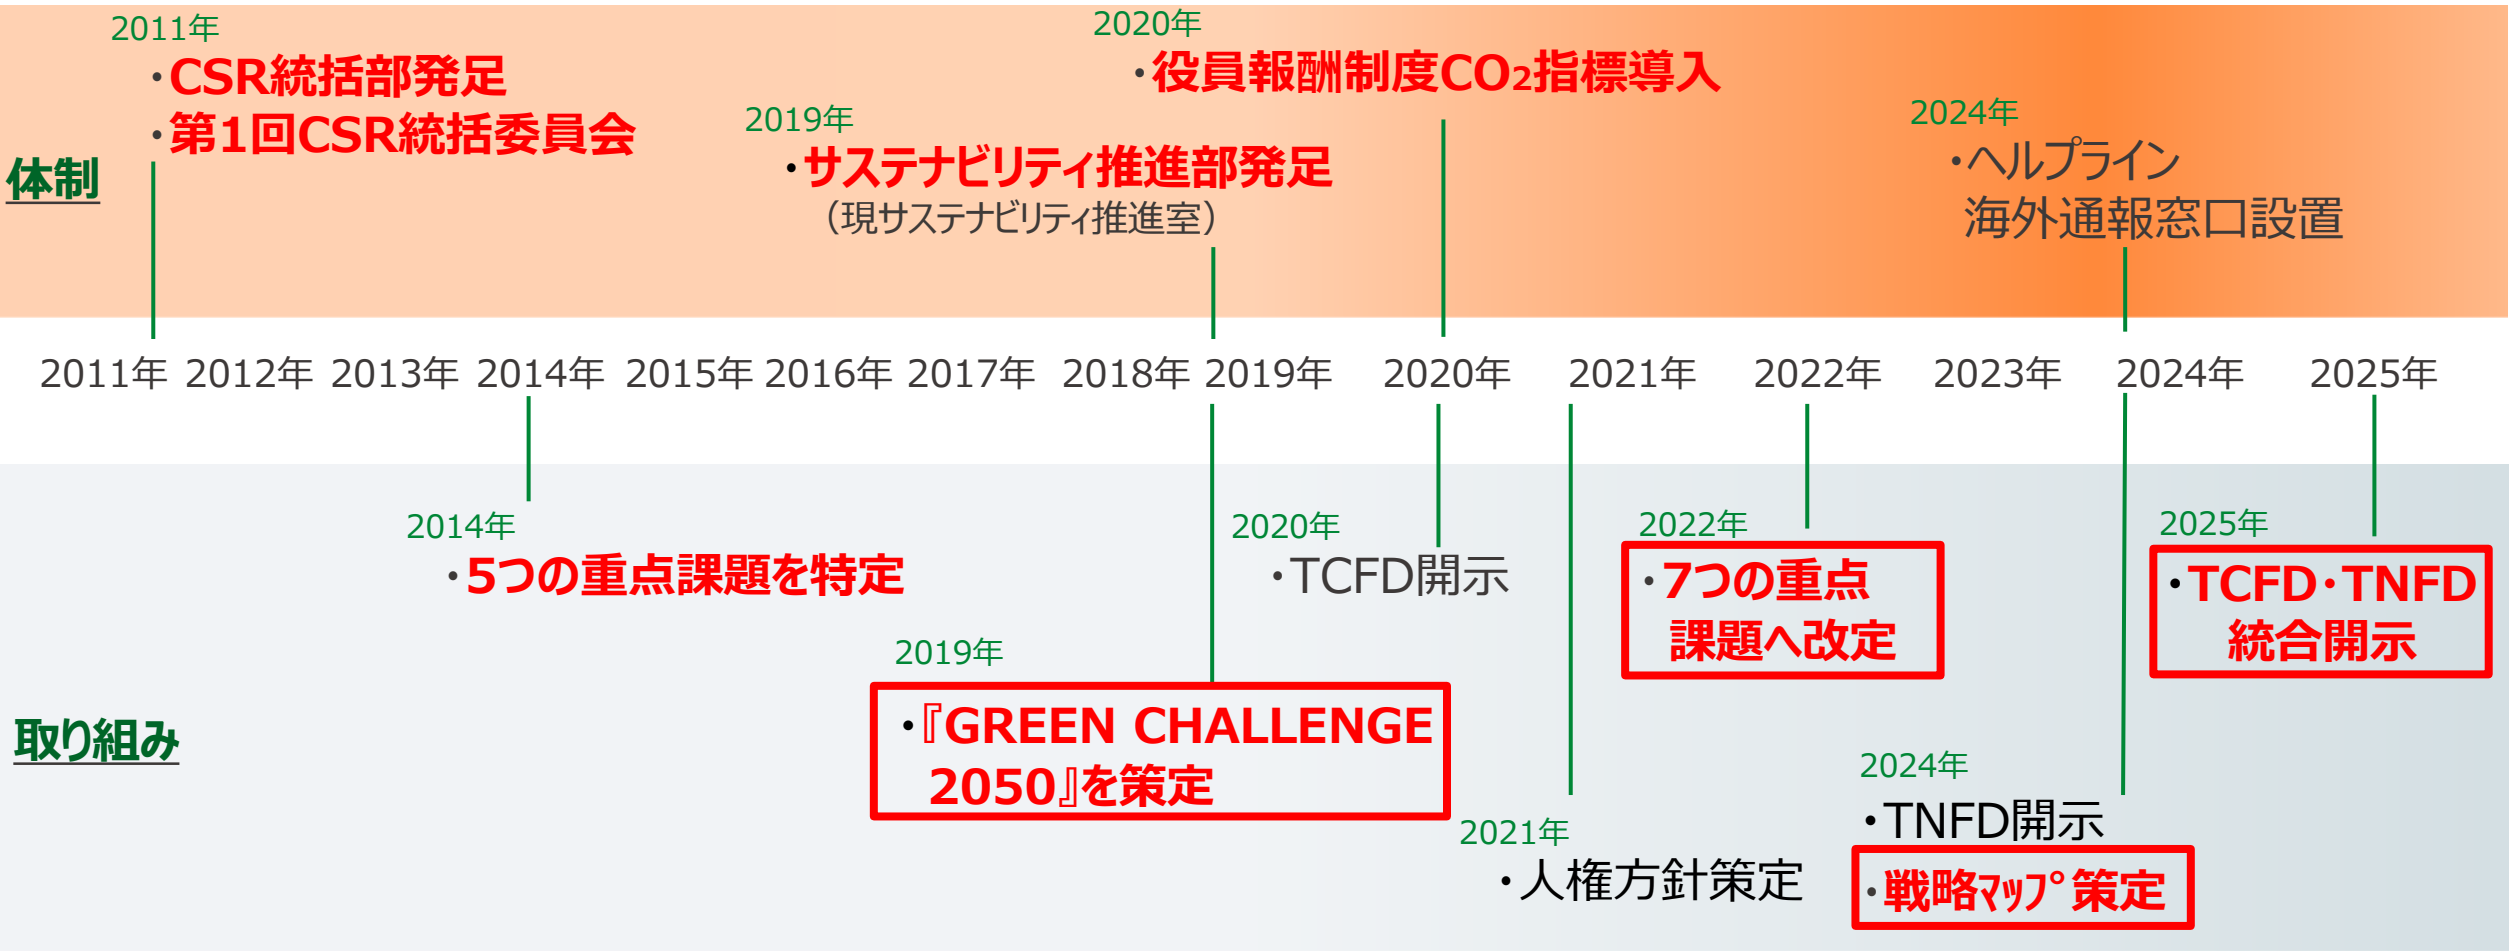 2011年
・CSR統括部発足
・第1回CSR統括委員会
2020年
・役員報酬制度CO₂指標導入
2019年
・サステナビリティ推進部発足
（現サステナビリティ推進室）
2024年
・ヘルプライン
海外通報窓口設置
体制
2011年 2012年 2013年 2014年 2015年 2016年 2017年 2018年 2019年 2020年 2021年 2022年 2023年 2024年 2025年
2014年
・5つの重点課題を特定
2019年
・『GREEN CHALLENGE
2050』を策定
2020年
・TCFD開示
2021年
・人権方針策定
2022年
・7つの重点
課題へ改定
2024年
・TNFD開示
・戦略ﾏｯﾌﾟ策定
2025年
・TCFD・TNFD
統合開示
取り組み